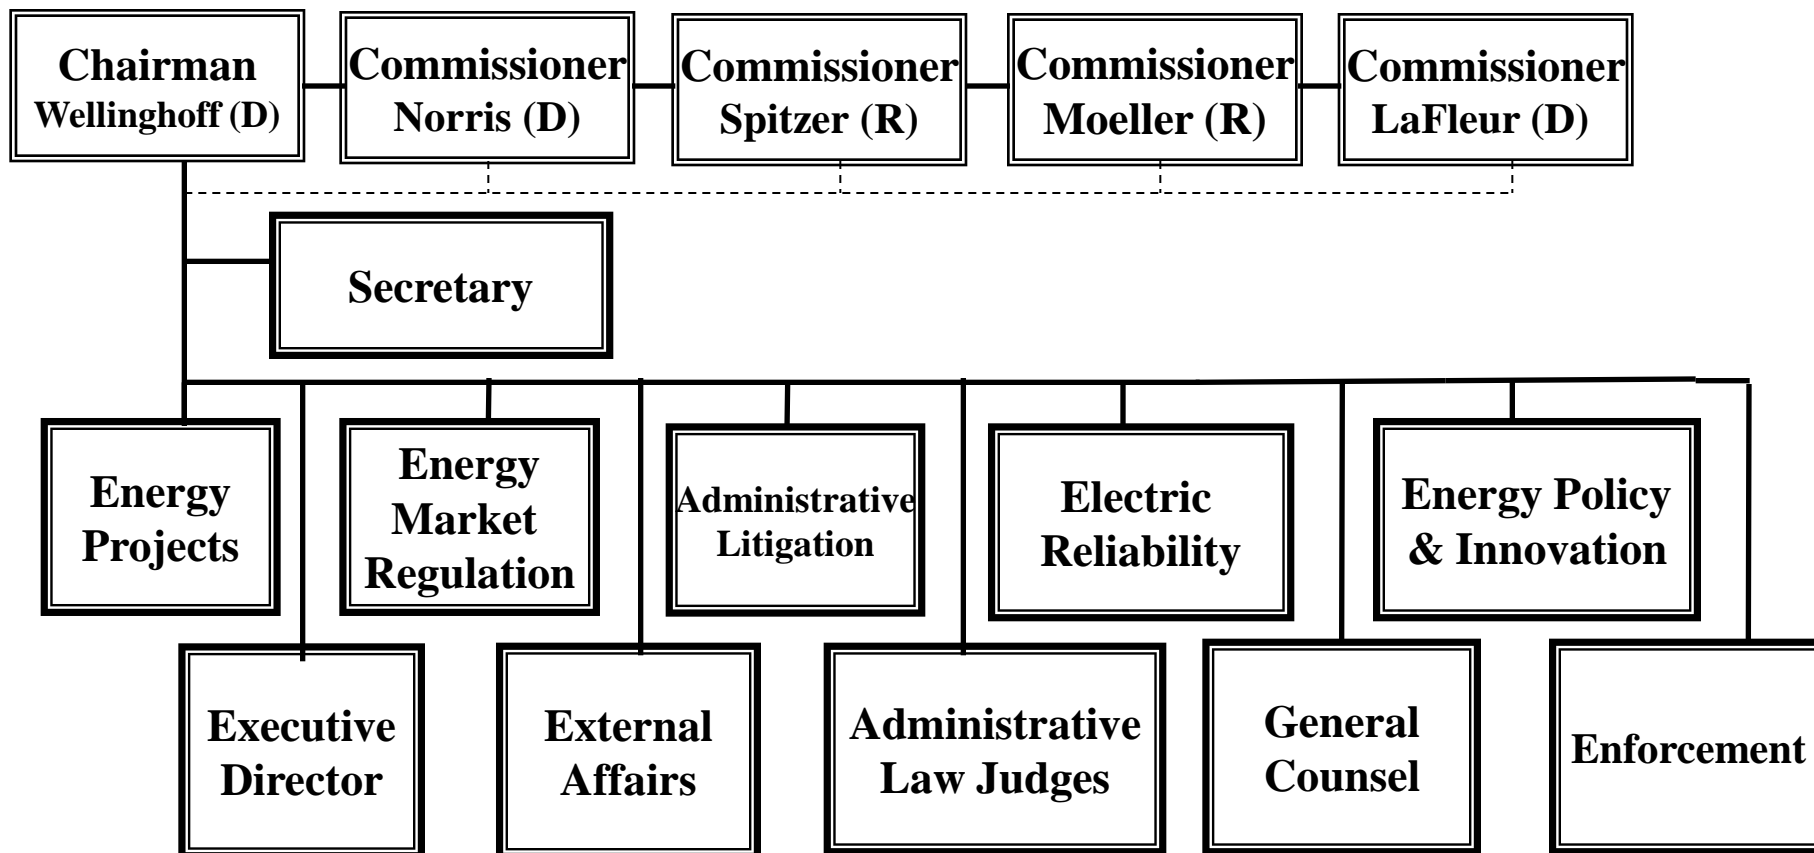 Chairman
Wellinghoff (D)
Commissioner
Norris (D)
Commissioner
Spitzer (R)
Commissioner
Moeller (R)
Commissioner
LaFleur (D)
Secretary
Energy
Projects
Energy
Market
Regulation
Administrative
Litigation
Electric
Reliability
Energy Policy
& Innovation
Executive
Director
External
Affairs
Administrative
Law Judges
General
Counsel
Enforcement